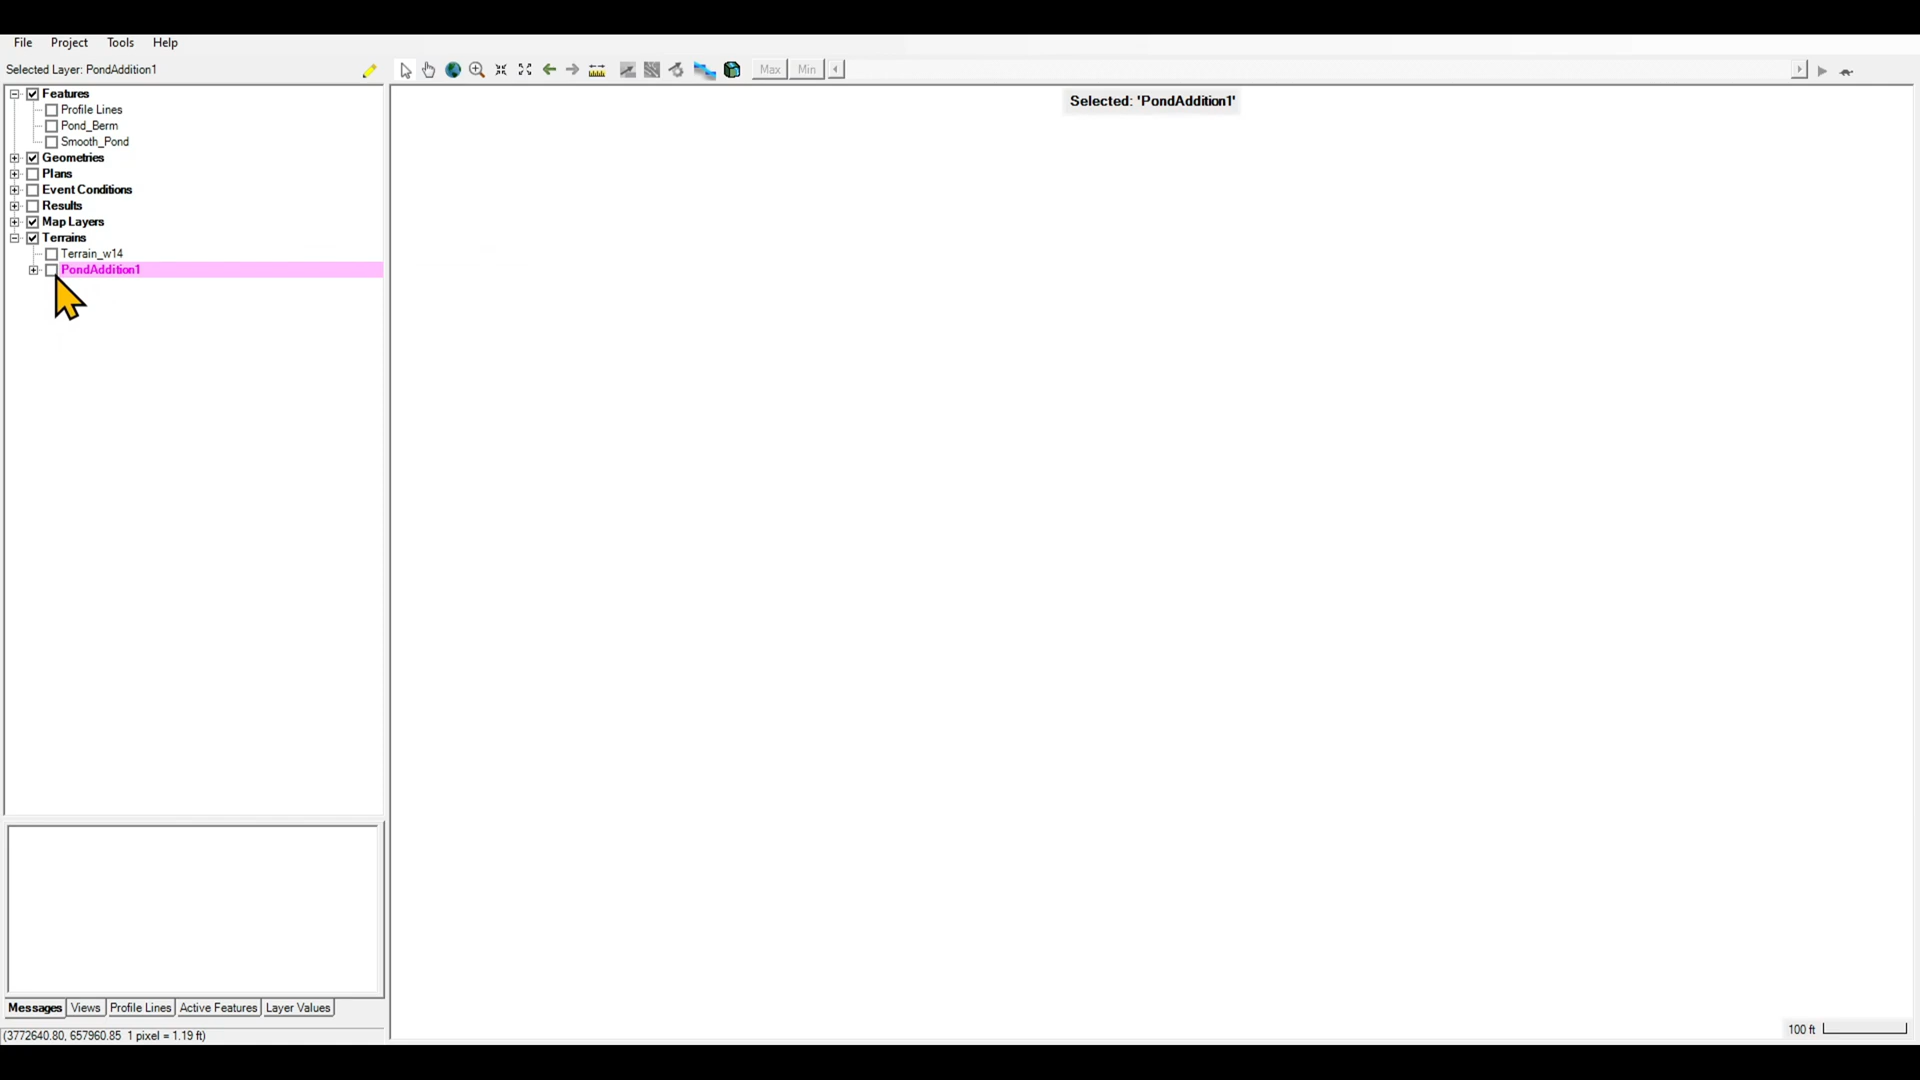 File Project Tools Help
Selected Layer: PondAddition1
Max Min
Features
Selected: 'PondAddition1'
Profile Lines
Pond_Berm
Smooth_Pond
Geometries
Plans
Event Conditions
Results
Map Layers
Terrains
Terrain_w14
PondAddition1
Messages Views Profile Lines Active Features Layer Values
100 ft
(3772640.80, 657960.85 1 pixel = 1.19 ft)